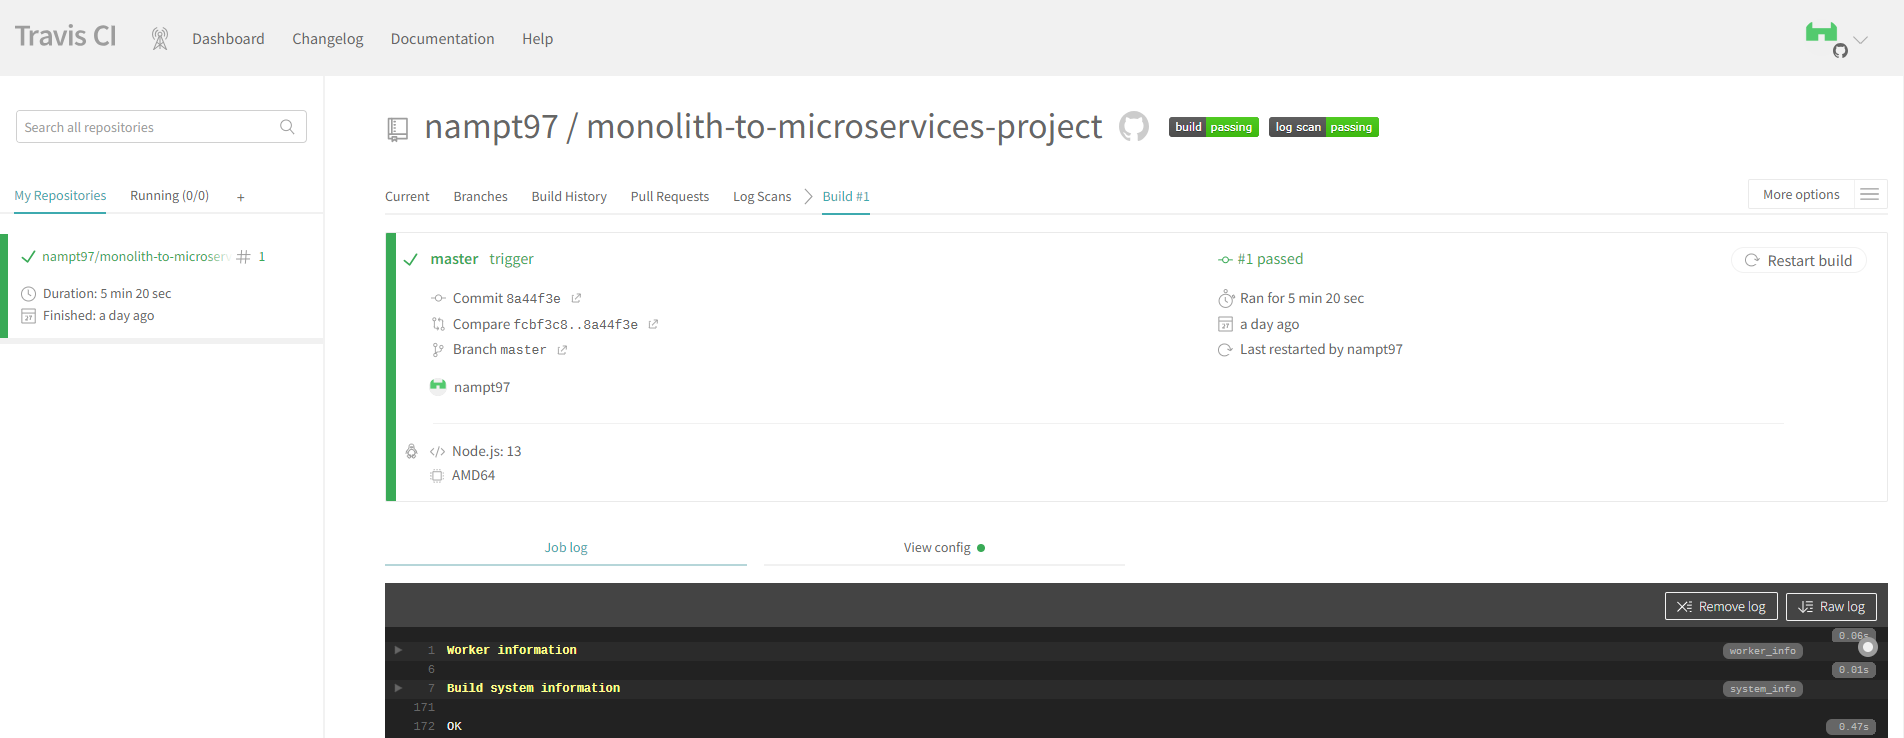 Travis CI
Dashboard Changelog Documentation Help
Search all repositories
My Repositories Running (0/0) +
nampt97/monolith-to-microser # 1
Duration: 5 min 20 sec
Finished: a day ago
nampt97 / monolith-to-microservices-project build passing log scan passing
Current Branches Build History Pull Requests Log Scans Build #1 More options
master trigger #1 passed Restart build
Commit 8a44f3e Ran for 5 min 20 sec
Compare fcbf3c8..8a44f3e a day ago
Branch master Last restarted by nampt97
nampt97
</> Node.js: 13
AMD64
Job log View config
Remove log Raw log
0.06s
1 Worker information worker_info
6 0.01s
7 Build system information system_info
171
172 OK 0.47s